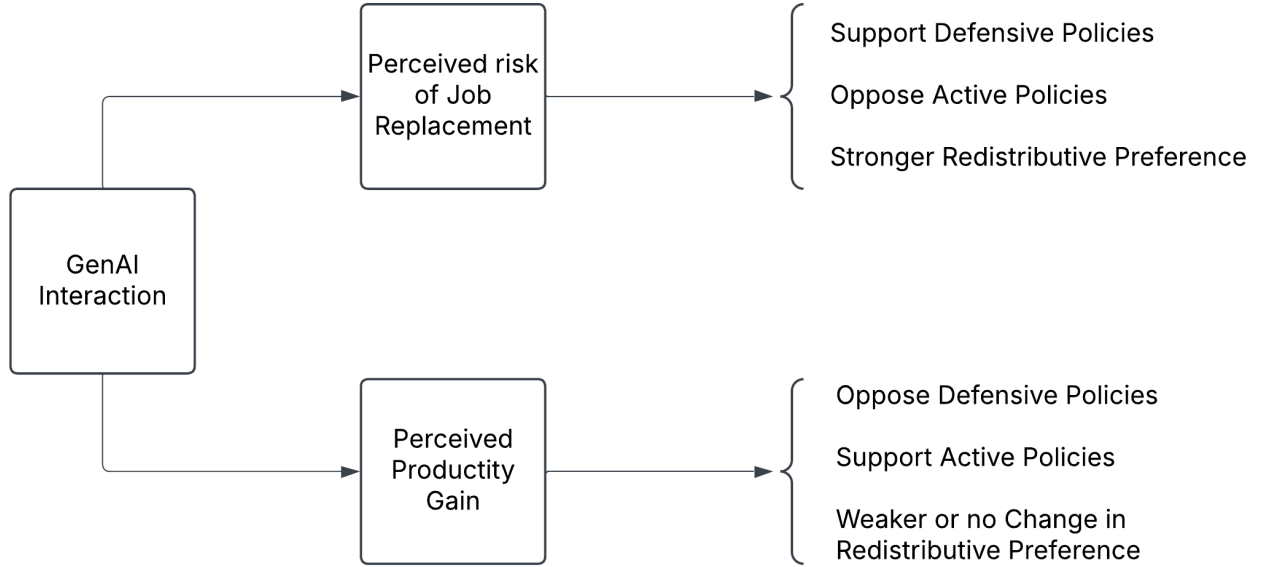 Perceived risk
of Job
Replacement
Support Defensive Policies
Oppose Active Policies
Stronger Redistributive Preference
GenAI
Interaction
Perceived
Productity
Gain
Oppose Defensive Policies
Support Active Policies
Weaker or no Change in
Redistributive Preference